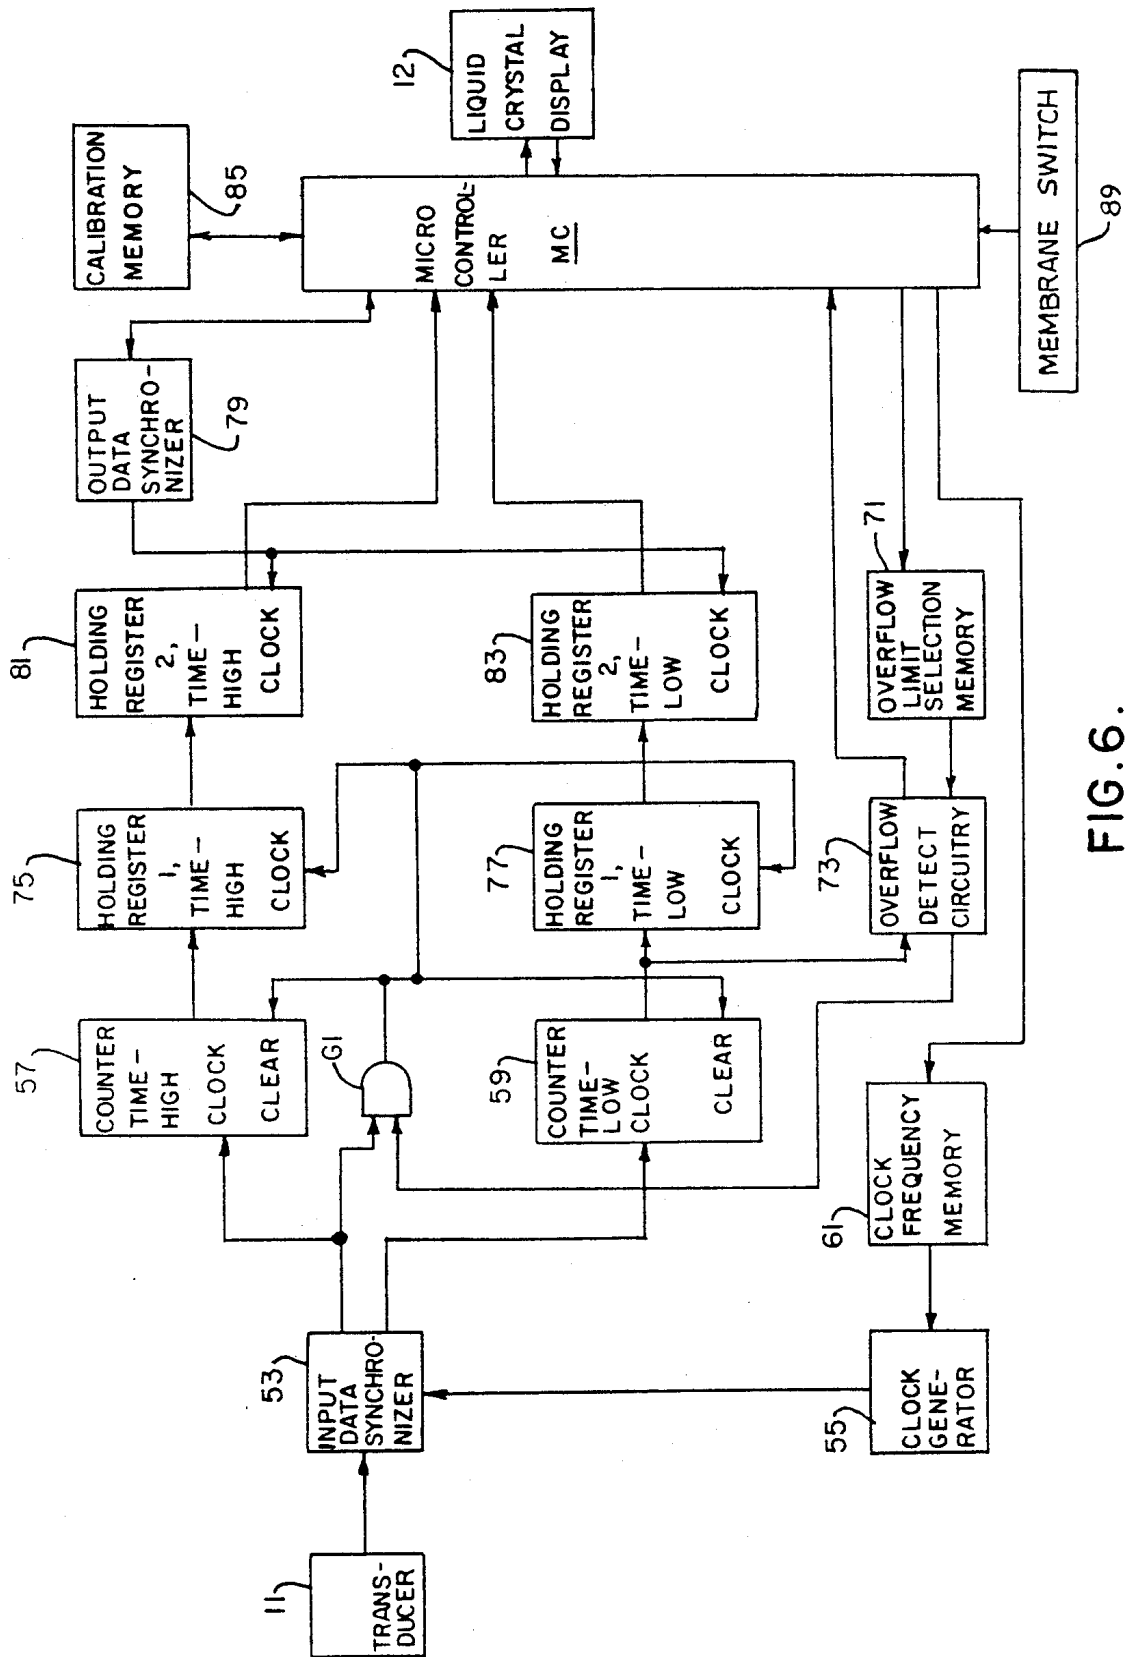 11
TRANS-
DUCER
53
INPUT
DATA
SYNCHRO-
NIZER
55
CLOCK
GENE-
RATOR
57
COUNTER
TIME-
HIGH
CLOCK
CLEAR
G1
59
COUNTER
TIME-
LOW
CLOCK
CLEAR
61
CLOCK
FREQUENCY
MEMORY
75
HOLDING
REGISTER
1,
TIME-
HIGH
CLOCK
77
HOLDING
REGISTER
1,
TIME-
LOW
CLOCK
73
OVERFLOW
DETECT
CIRCUITRY
81
HOLDING
REGISTER
2,
TIME-
HIGH
CLOCK
83
HOLDING
REGISTER
2,
TIME-
LOW
CLOCK
71
OVERFLOW
LIMIT
SELECTION
MEMORY
OUTPUT
DATA
SYNCHRO-
NIZER
79
CALIBRATION
MEMORY
85
MICRO
CONTROL-
LER
MC
12
LIQUID
CRYSTAL
DISPLAY
MEMBRANE SWITCH
89
FIG.6.